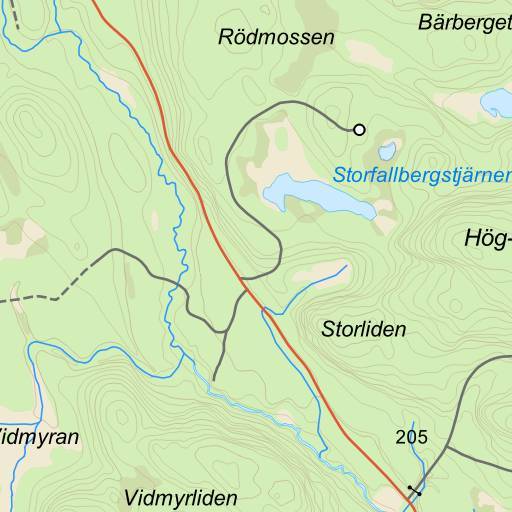 Bärberget
Rödmossen
Storfallbergstjärnen
Hög-
Storliden
205
Vidmyran
Vidmyrliden